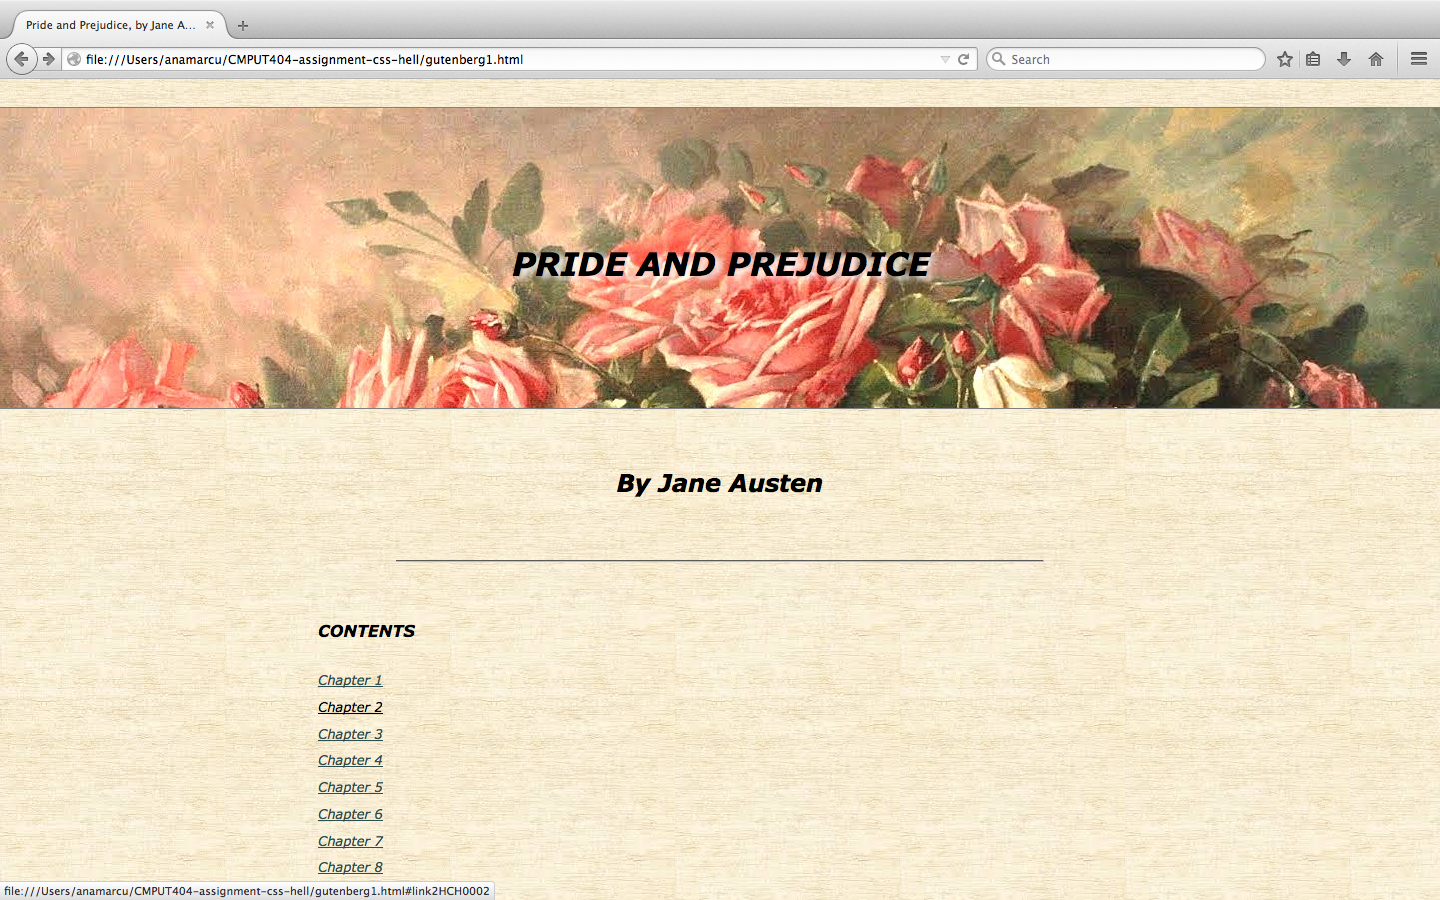 Pride and Prejudice, by Jane A...
file:///Users/anamarcu/CMPUT404-assignment-css-hell/gutenberg1.html
Search
PRIDE AND PREJUDICE
By Jane Austen
CONTENTS
Chapter 1
Chapter 2
Chapter 3
Chapter 4
Chapter 5
Chapter 6
Chapter 7
Chapter 8
file:///Users/anamarcu/CMPUT404-assignment-css-hell/gutenberg1.html#link2HCH0002